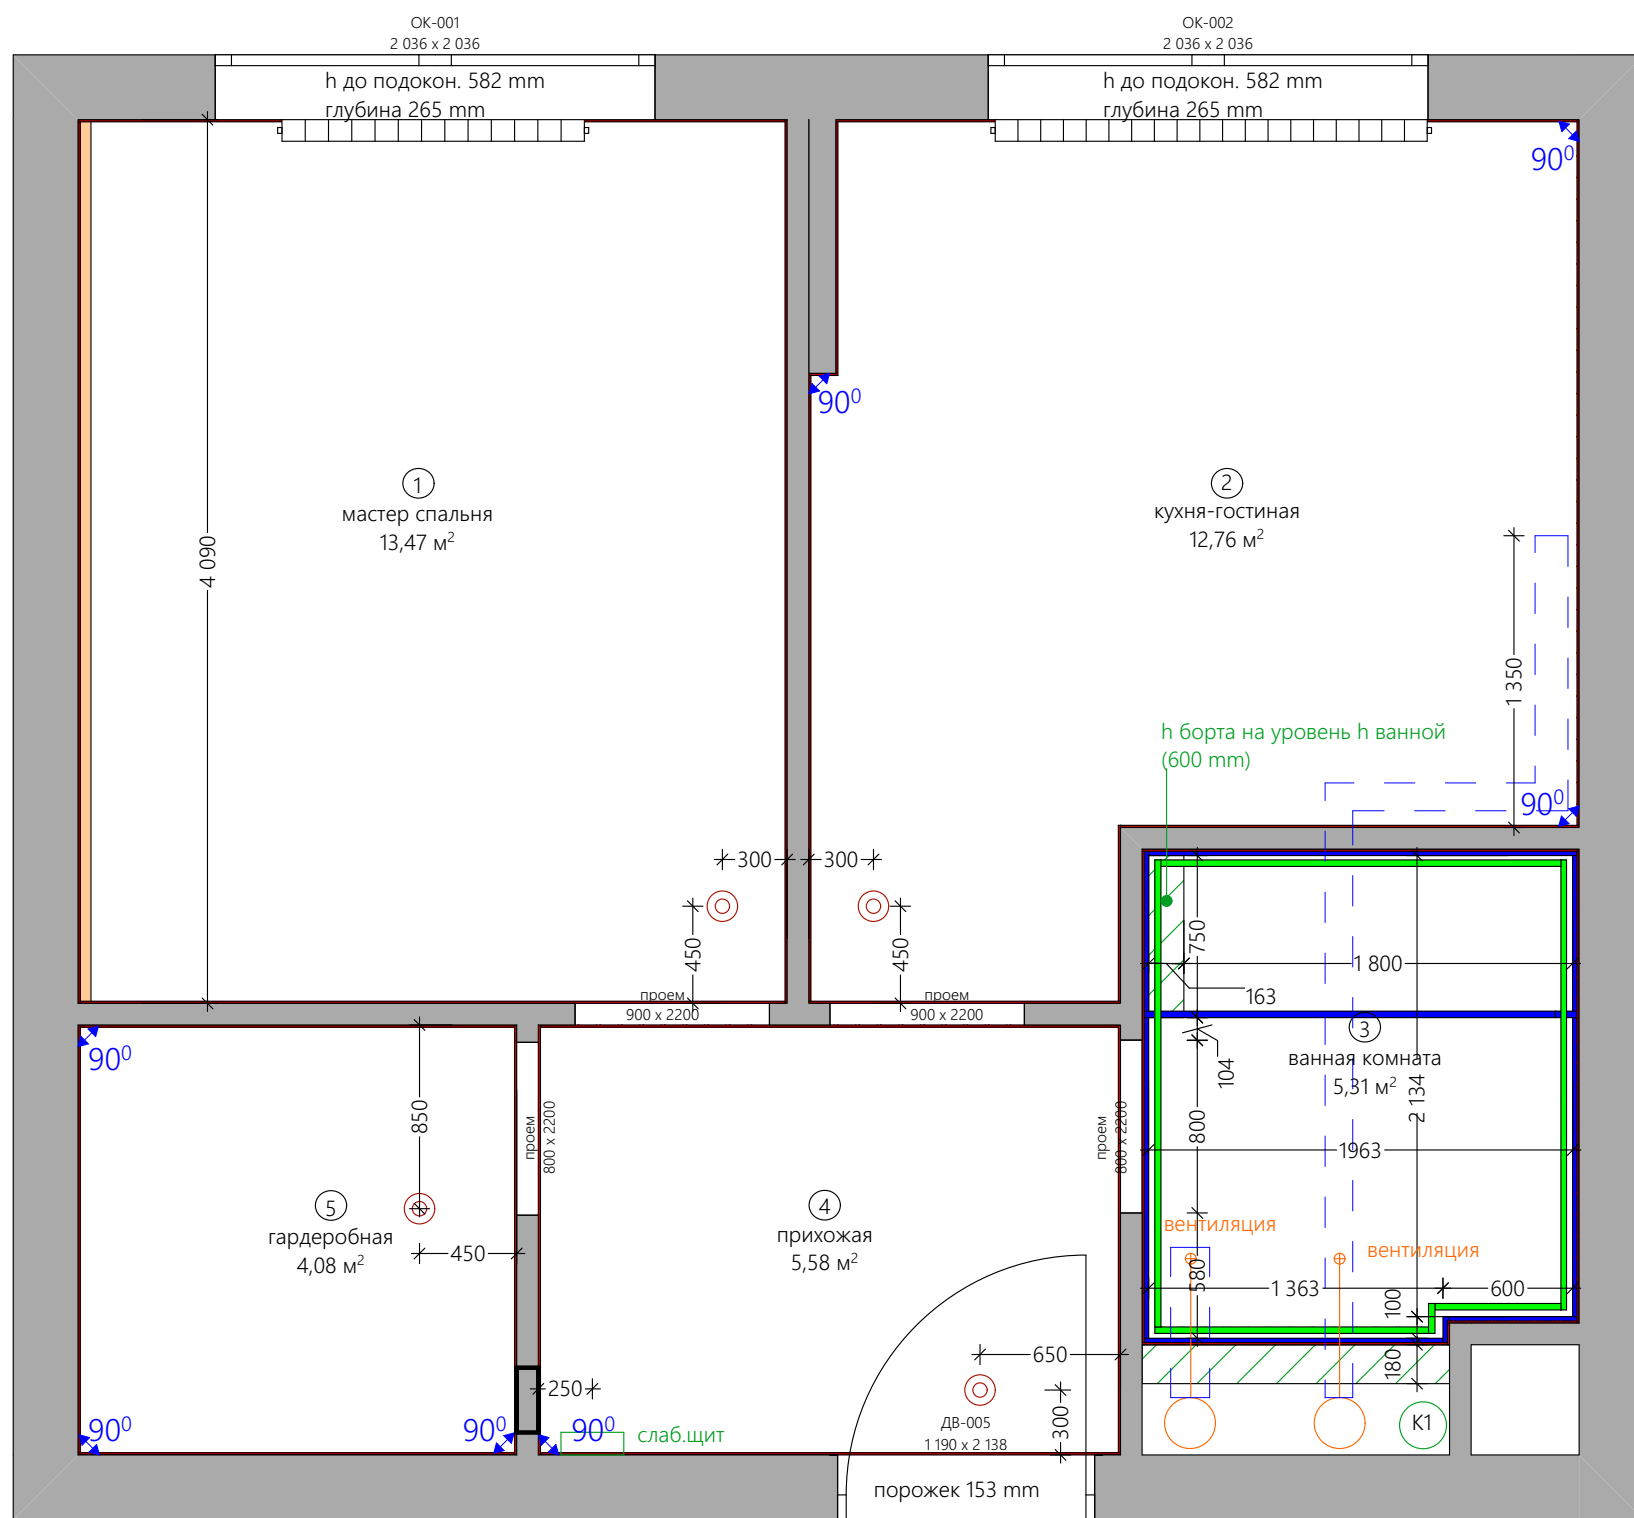 ОК-001
2 036 x 2 036
ОК-002
2 036 x 2 036
h до подокон. 582 mm
глубина 265 mm
h до подокон. 582 mm
глубина 265 mm
90⁰
90⁰
1
мастер спальня
13,47 м²
2
кухня-гостиная
12,76 м²
4 090
1 350
h борта на уровень h ванной
(600 mm)
90⁰
300
300
450
450
750
1 800
163
проем
900 x 2200
проем
900 x 2200
3
ванная комната
5,31 м²
104
2 134
90⁰
850
проем
800 x 2200
проем
800 x 2200
800
1963
5
гардеробная
4,08 м²
450
4
прихожая
5,58 м²
вентиляция
вентиляция
580
1 363
600
100
180
650
250
300
90⁰
90⁰
90⁰
слаб.щит
ДВ-005
1 190 x 2 138
К1
порожек 153 mm